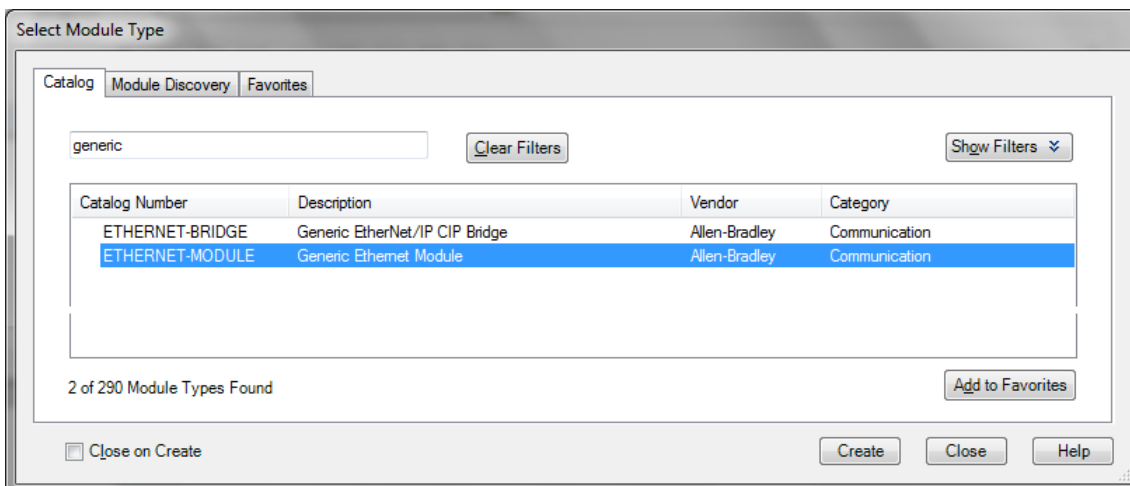 Select Module Type
Catalog Module Discovery Favorites
generic Clear Filters Show Filters
Catalog Number Description Vendor Category
ETHERNET-BRIDGE Generic EtherNet/IP CIP Bridge Allen-Bradley Communication
ETHERNET-MODULE Generic Ethernet Module Allen-Bradley Communication
2 of 290 Module Types Found Add to Favorites
Close on Create Create Close Help